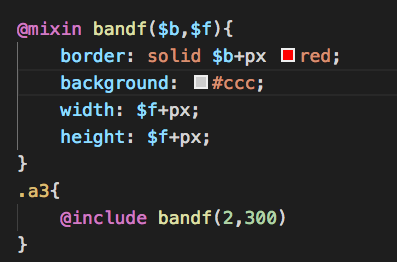 @mixin bandf($b,$f){
border: solid $b+px red;
background: #ccc;
width: $f+px;
height: $f+px;
}
.a3{
@include bandf(2,300)
}